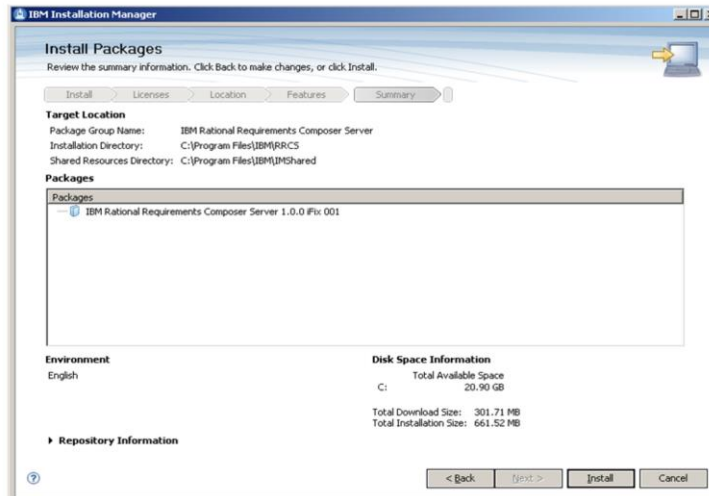 IBM Installation Manager
Install Packages
Review the summary information. Click Back to make changes, or click Install.
Install Licenses Location Features Summary
Target Location
Package Group Name: IBM Rational Requirements Composer Server
Installation Directory: C:\Program Files\IBM\RRCS
Shared Resources Directory: C:\Program Files\IBM\IMShared
Packages
Packages
IBM Rational Requirements Composer Server 1.0.0 iFix 001
Environment
English
Disk Space Information
Total Available Space
C: 20.90 GB
Total Download Size: 301.71 MB
Total Installation Size: 661.52 MB
Repository Information
< Back Next > Install Cancel